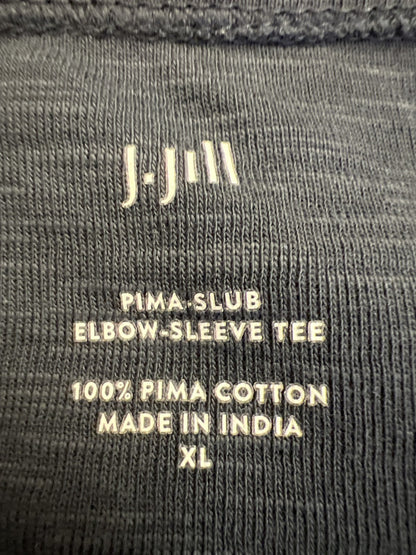 J.Jill
PIMA-SLUB
ELBOW-SLEEVE TEE
100% PIMA COTTON
MADE IN INDIA
XL